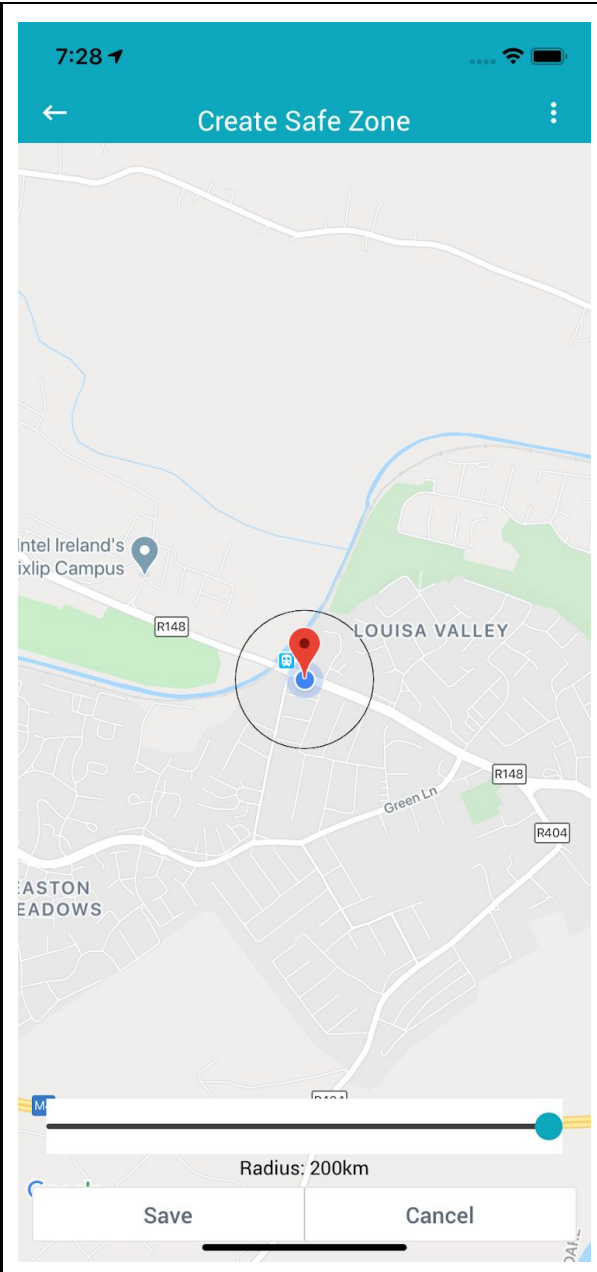 7:28
Create Safe Zone
Intel Ireland's
ixlip Campus
R148
LOUISA VALLEY
R148
Green Ln
R404
EASTON
EADOWS
Radius: 200km
Save
Cancel